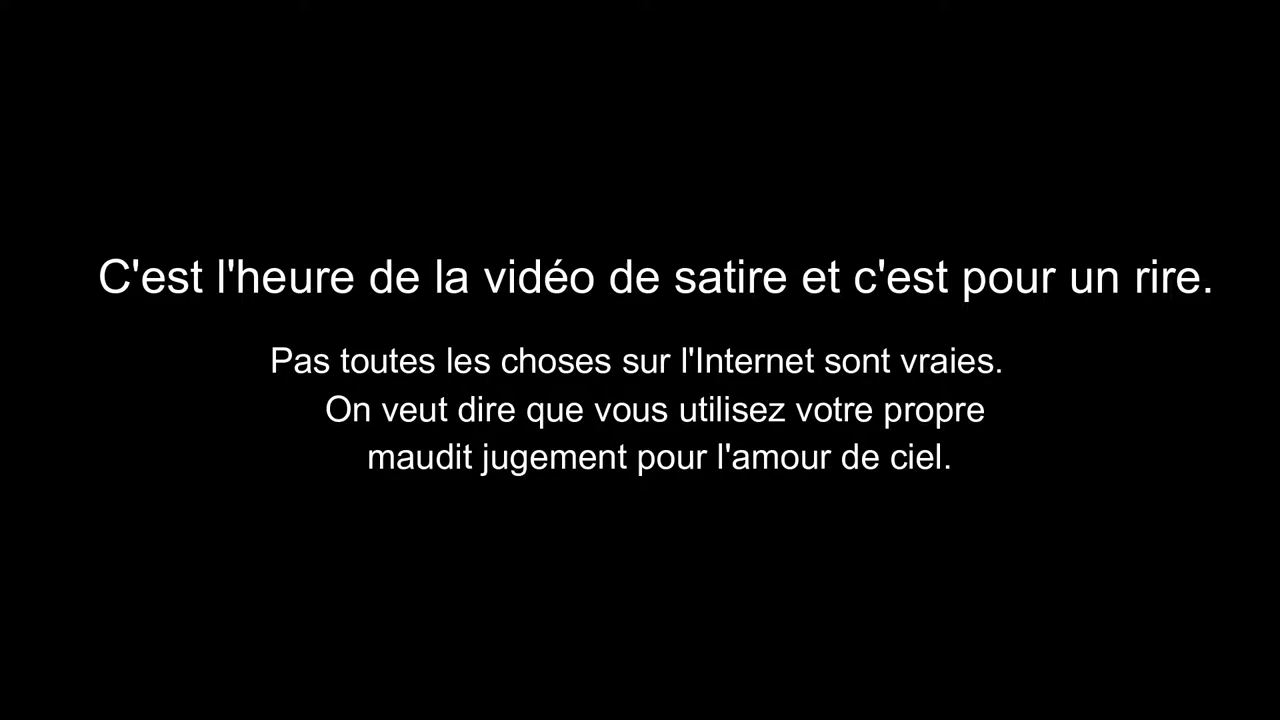 C'est l'heure de la vidéo de satire et c'est pour un rire.
Pas toutes les choses sur l'Internet sont vraies.
On veut dire que vous utilisez votre propre
maudit jugement pour l'amour de ciel.